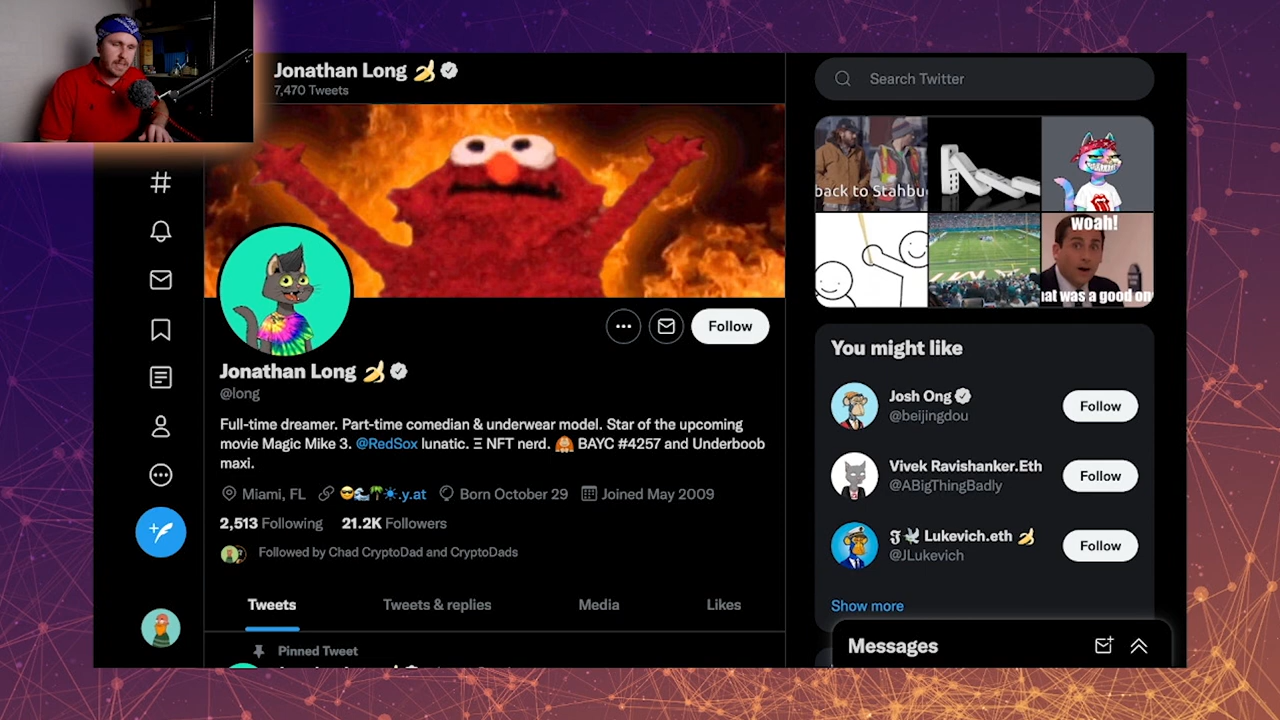 Jonathan Long 🍌
7,470 Tweets
Search Twitter
back to Stahbu
woah!
hat was a good on
Follow
Jonathan Long 🍌
@long
Full-time dreamer. Part-time comedian & underwear model. Star of the upcoming
movie Magic Mike 3. @RedSox lunatic. Ξ NFT nerd. 🦧 BAYC #4257 and Underboob
maxi.
Miami, FL 😎🌊🌴☀️.y.at Born October 29 Joined May 2009
2,513 Following 21.2K Followers
Followed by Chad CryptoDad and CryptoDads
Tweets Tweets & replies Media Likes
Pinned Tweet
You might like
Josh Ong
@beijingdou
Follow
Vivek Ravishanker.Eth
@ABigThingBadly
Follow
𝕵 🕊️ Lukevich.eth 🍌
@JLukevich
Follow
Show more
Messages